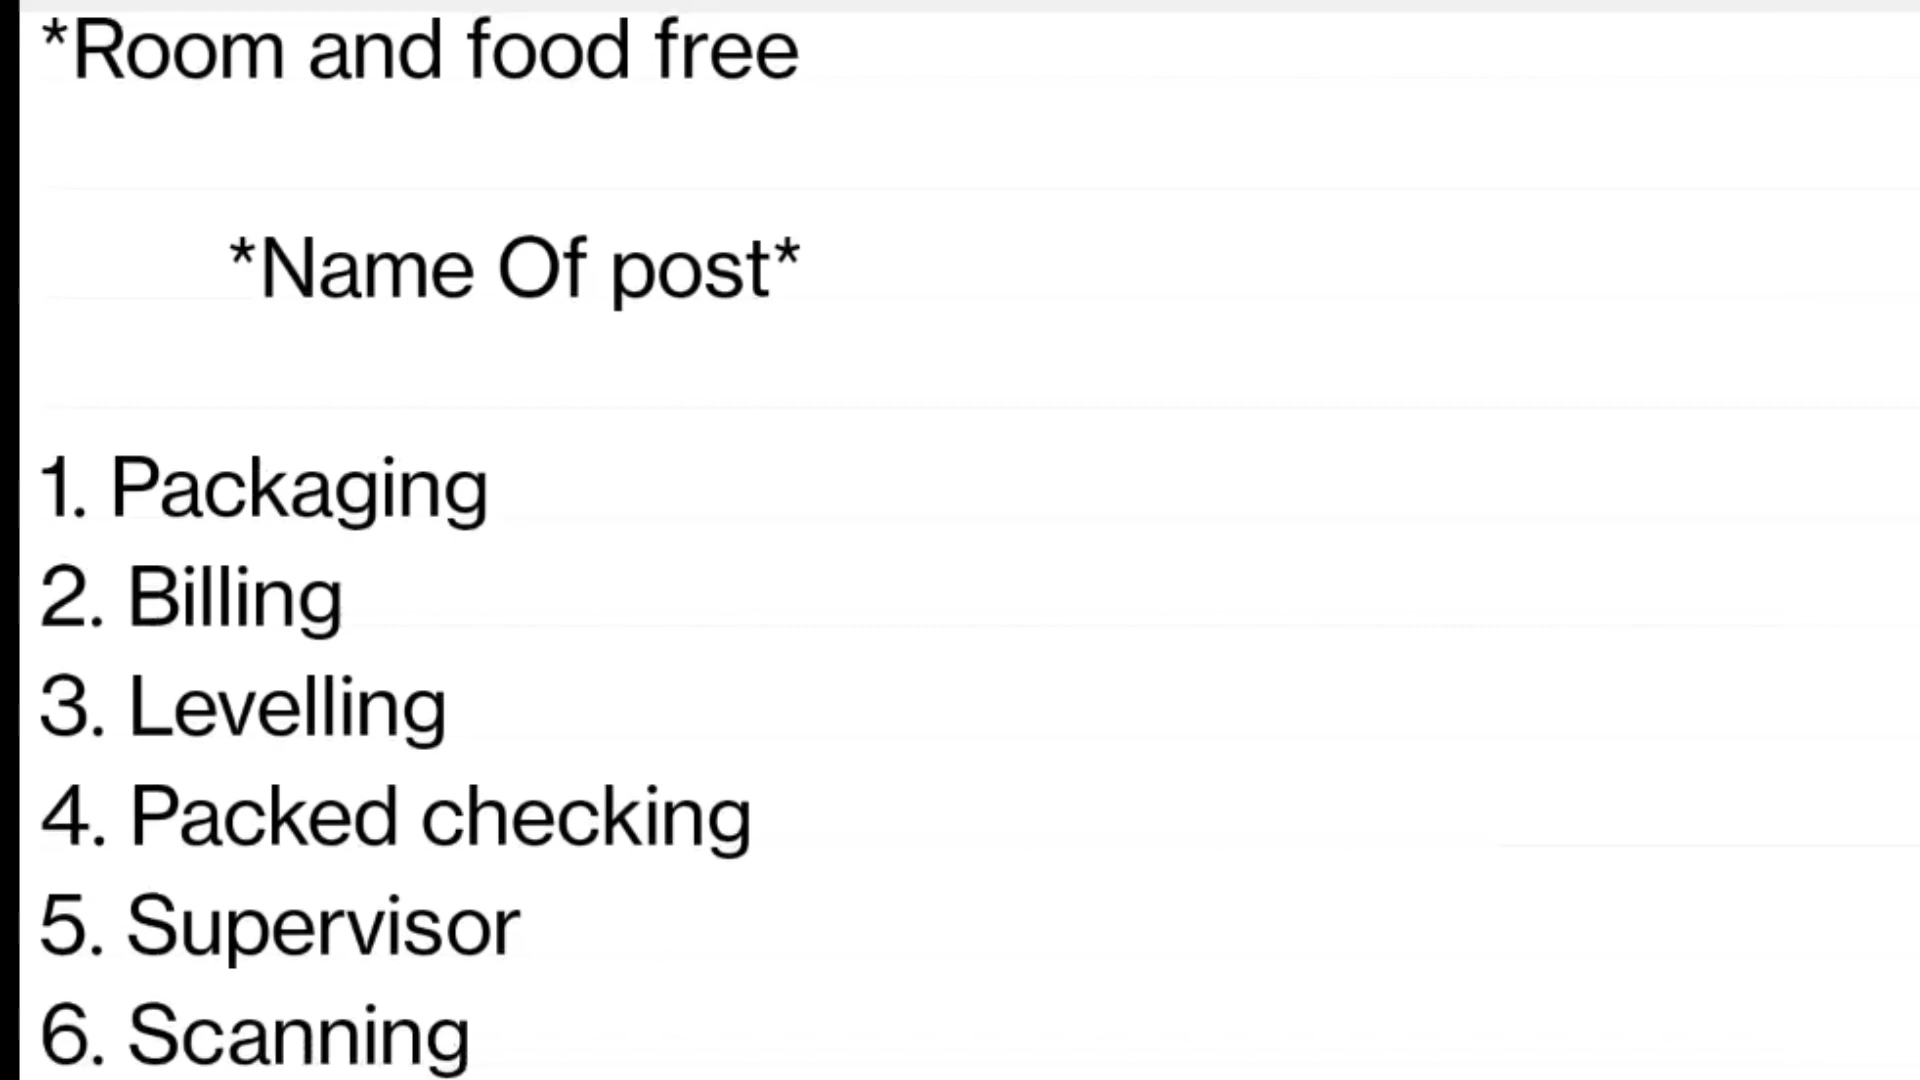 *Room and food free
*Name Of post*
1. Packaging
2. Billing
3. Levelling
4. Packed checking
5. Supervisor
6. Scanning